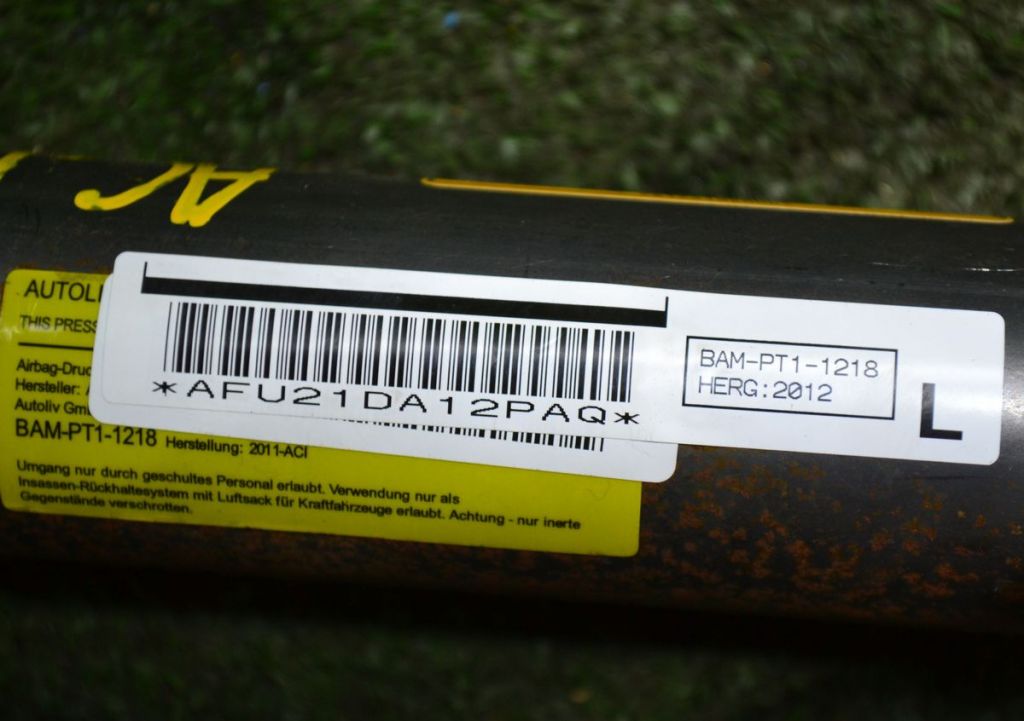 AC
AUTOLI
THIS PRESS
Airbag-Druc
Hersteller:
Autoliv Gm
BAM-PT1-1218 Herstellung: 2011-ACI
Umgang nur durch geschultes Personal erlaubt. Verwendung nur als
Insassen-Rückhaltesystem mit Luftsack für Kraftfahrzeuge erlaubt. Achtung - nur inerte
Gegenstände verschrotten.
*AFU21DA12PAQ*
BAM-PT1-1218
HERG:2012
L